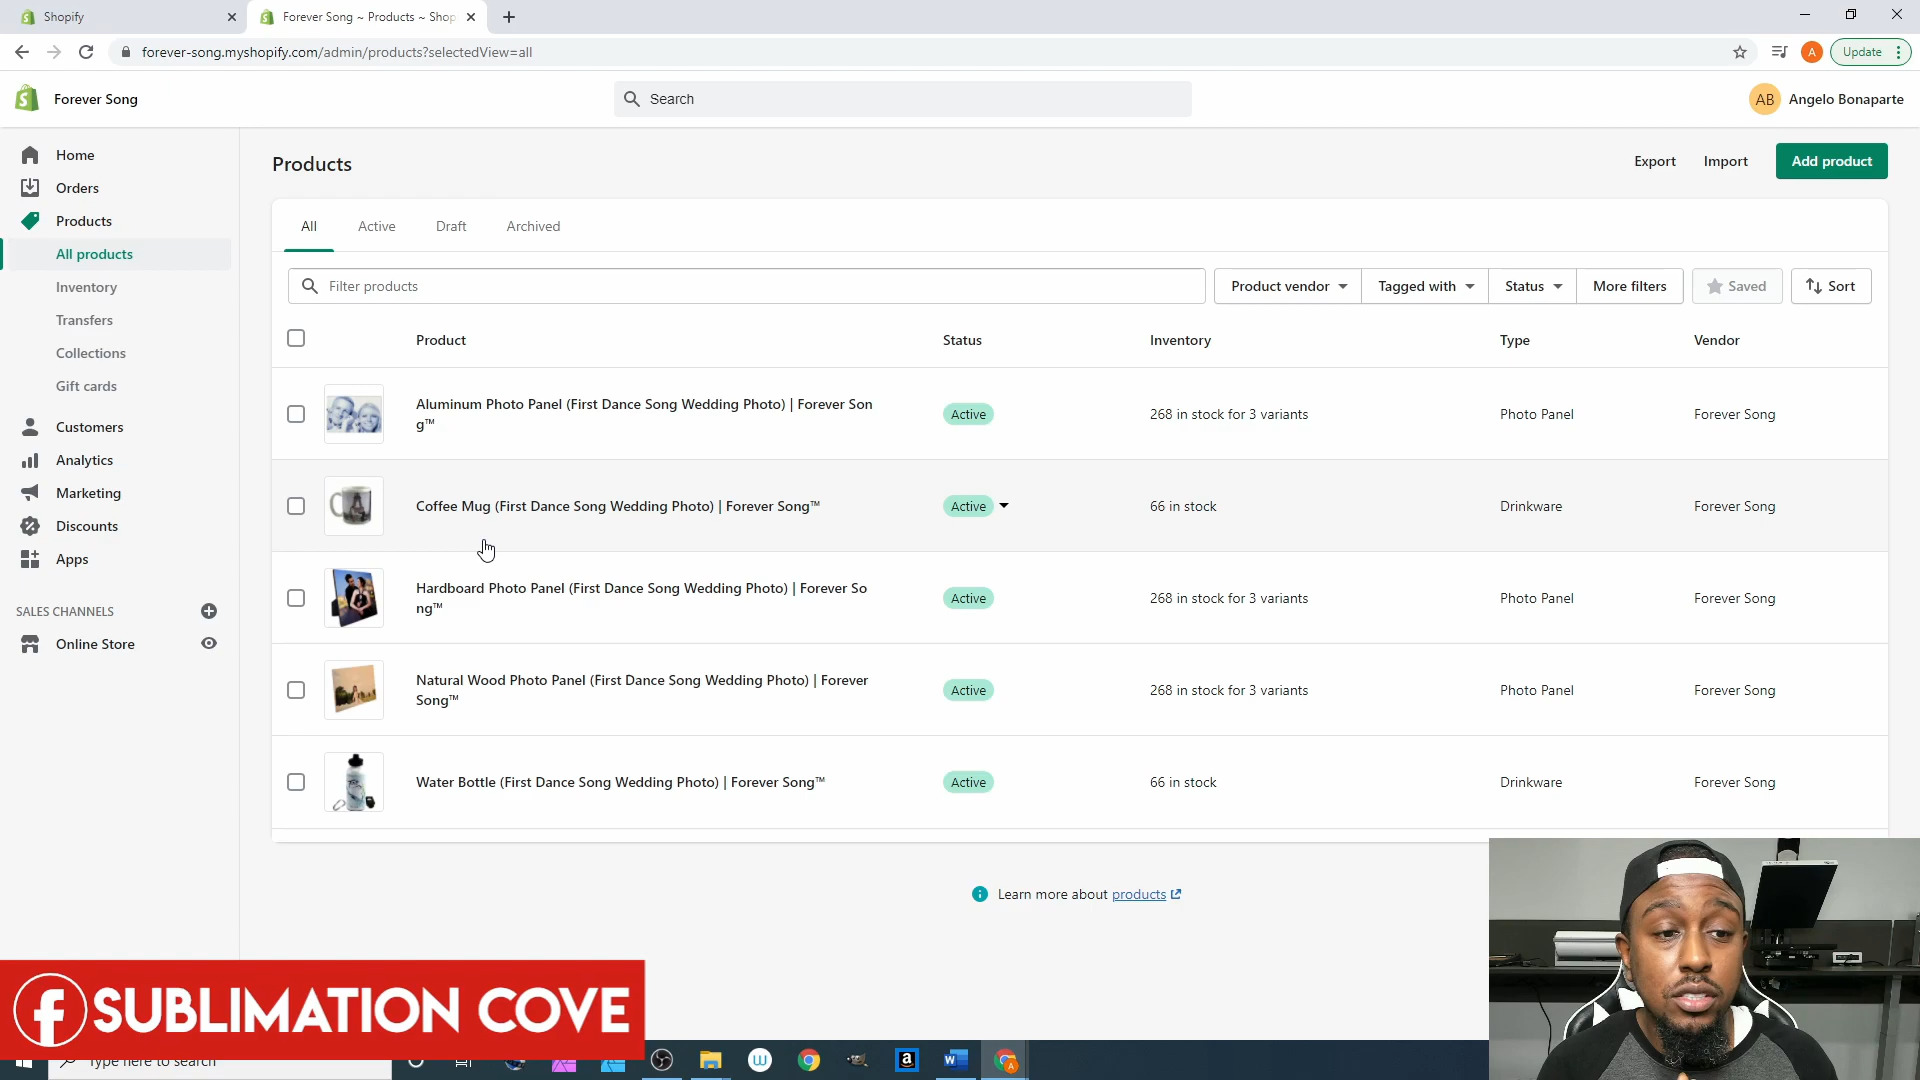 Shopify
Forever Song ~ Products ~ Shop
forever-song.myshopify.com/admin/products?selectedView=all
A
Update
Forever Song
Search
AB
Angelo Bonaparte
Home
Orders
Products
All products
Inventory
Transfers
Collections
Gift cards
Customers
Analytics
Marketing
Discounts
Apps
SALES CHANNELS
Online Store
Products
Export
Import
Add product
All
Active
Draft
Archived
Filter products
Product vendor
Tagged with
Status
More filters
Saved
Sort
Product
Status
Inventory
Type
Vendor
Aluminum Photo Panel (First Dance Song Wedding Photo) | Forever Son
g™
Active
268 in stock for 3 variants
Photo Panel
Forever Song
Coffee Mug (First Dance Song Wedding Photo) | Forever Song™
Active
66 in stock
Drinkware
Forever Song
Hardboard Photo Panel (First Dance Song Wedding Photo) | Forever So
ng™
Active
268 in stock for 3 variants
Photo Panel
Forever Song
Natural Wood Photo Panel (First Dance Song Wedding Photo) | Forever
Song™
Active
268 in stock for 3 variants
Photo Panel
Forever Song
Water Bottle (First Dance Song Wedding Photo) | Forever Song™
Active
66 in stock
Drinkware
Forever Song
Learn more about products
SUBLIMATION COVE
Type here to search